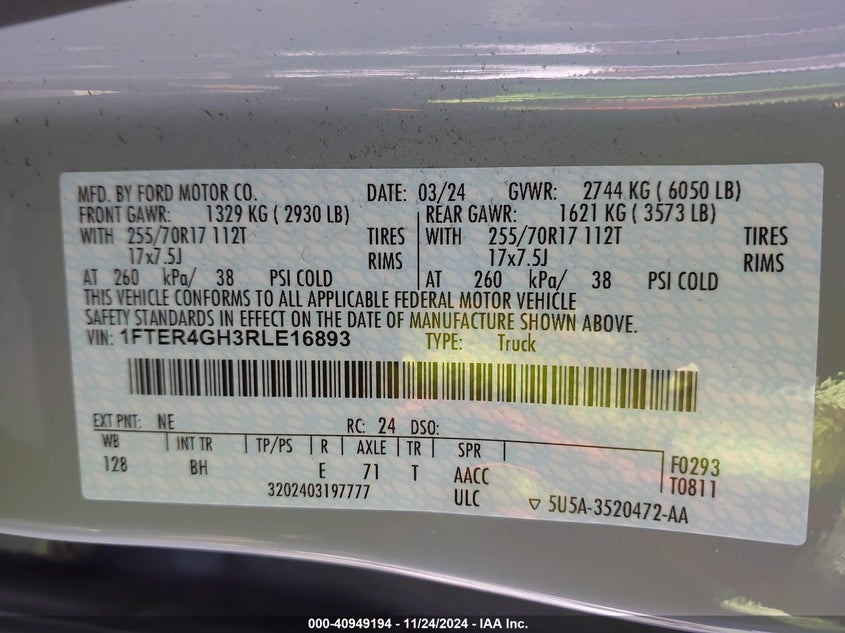 MFD. BY FORD MOTOR CO. DATE: 03/24 GVWR: 2744 KG ( 6050 LB)
FRONT GAWR: 1329 KG ( 2930 LB) REAR GAWR: 1621 KG ( 3573 LB)
WITH 255/70R17 112T TIRES WITH 255/70R17 112T TIRES
17x7.5J RIMS 17x7.5J RIMS
AT 260 kPa/ 38 PSI COLD AT 260 kPa/ 38 PSI COLD
THIS VEHICLE CONFORMS TO ALL APPLICABLE FEDERAL MOTOR VEHICLE
SAFETY STANDARDS IN EFFECT ON THE DATE OF MANUFACTURE SHOWN ABOVE.
VIN: 1FTER4GH3RLE16893 TYPE: Truck
EXT PNT: NE RC: 24 DSO:
WB INT TR TP/PS R AXLE TR SPR
128 BH E 71 T AACC F0293
3202403197777 ULC T0811
▽ 5U5A-3520472-AA
000-40949194 - 11/24/2024 - IAA Inc.